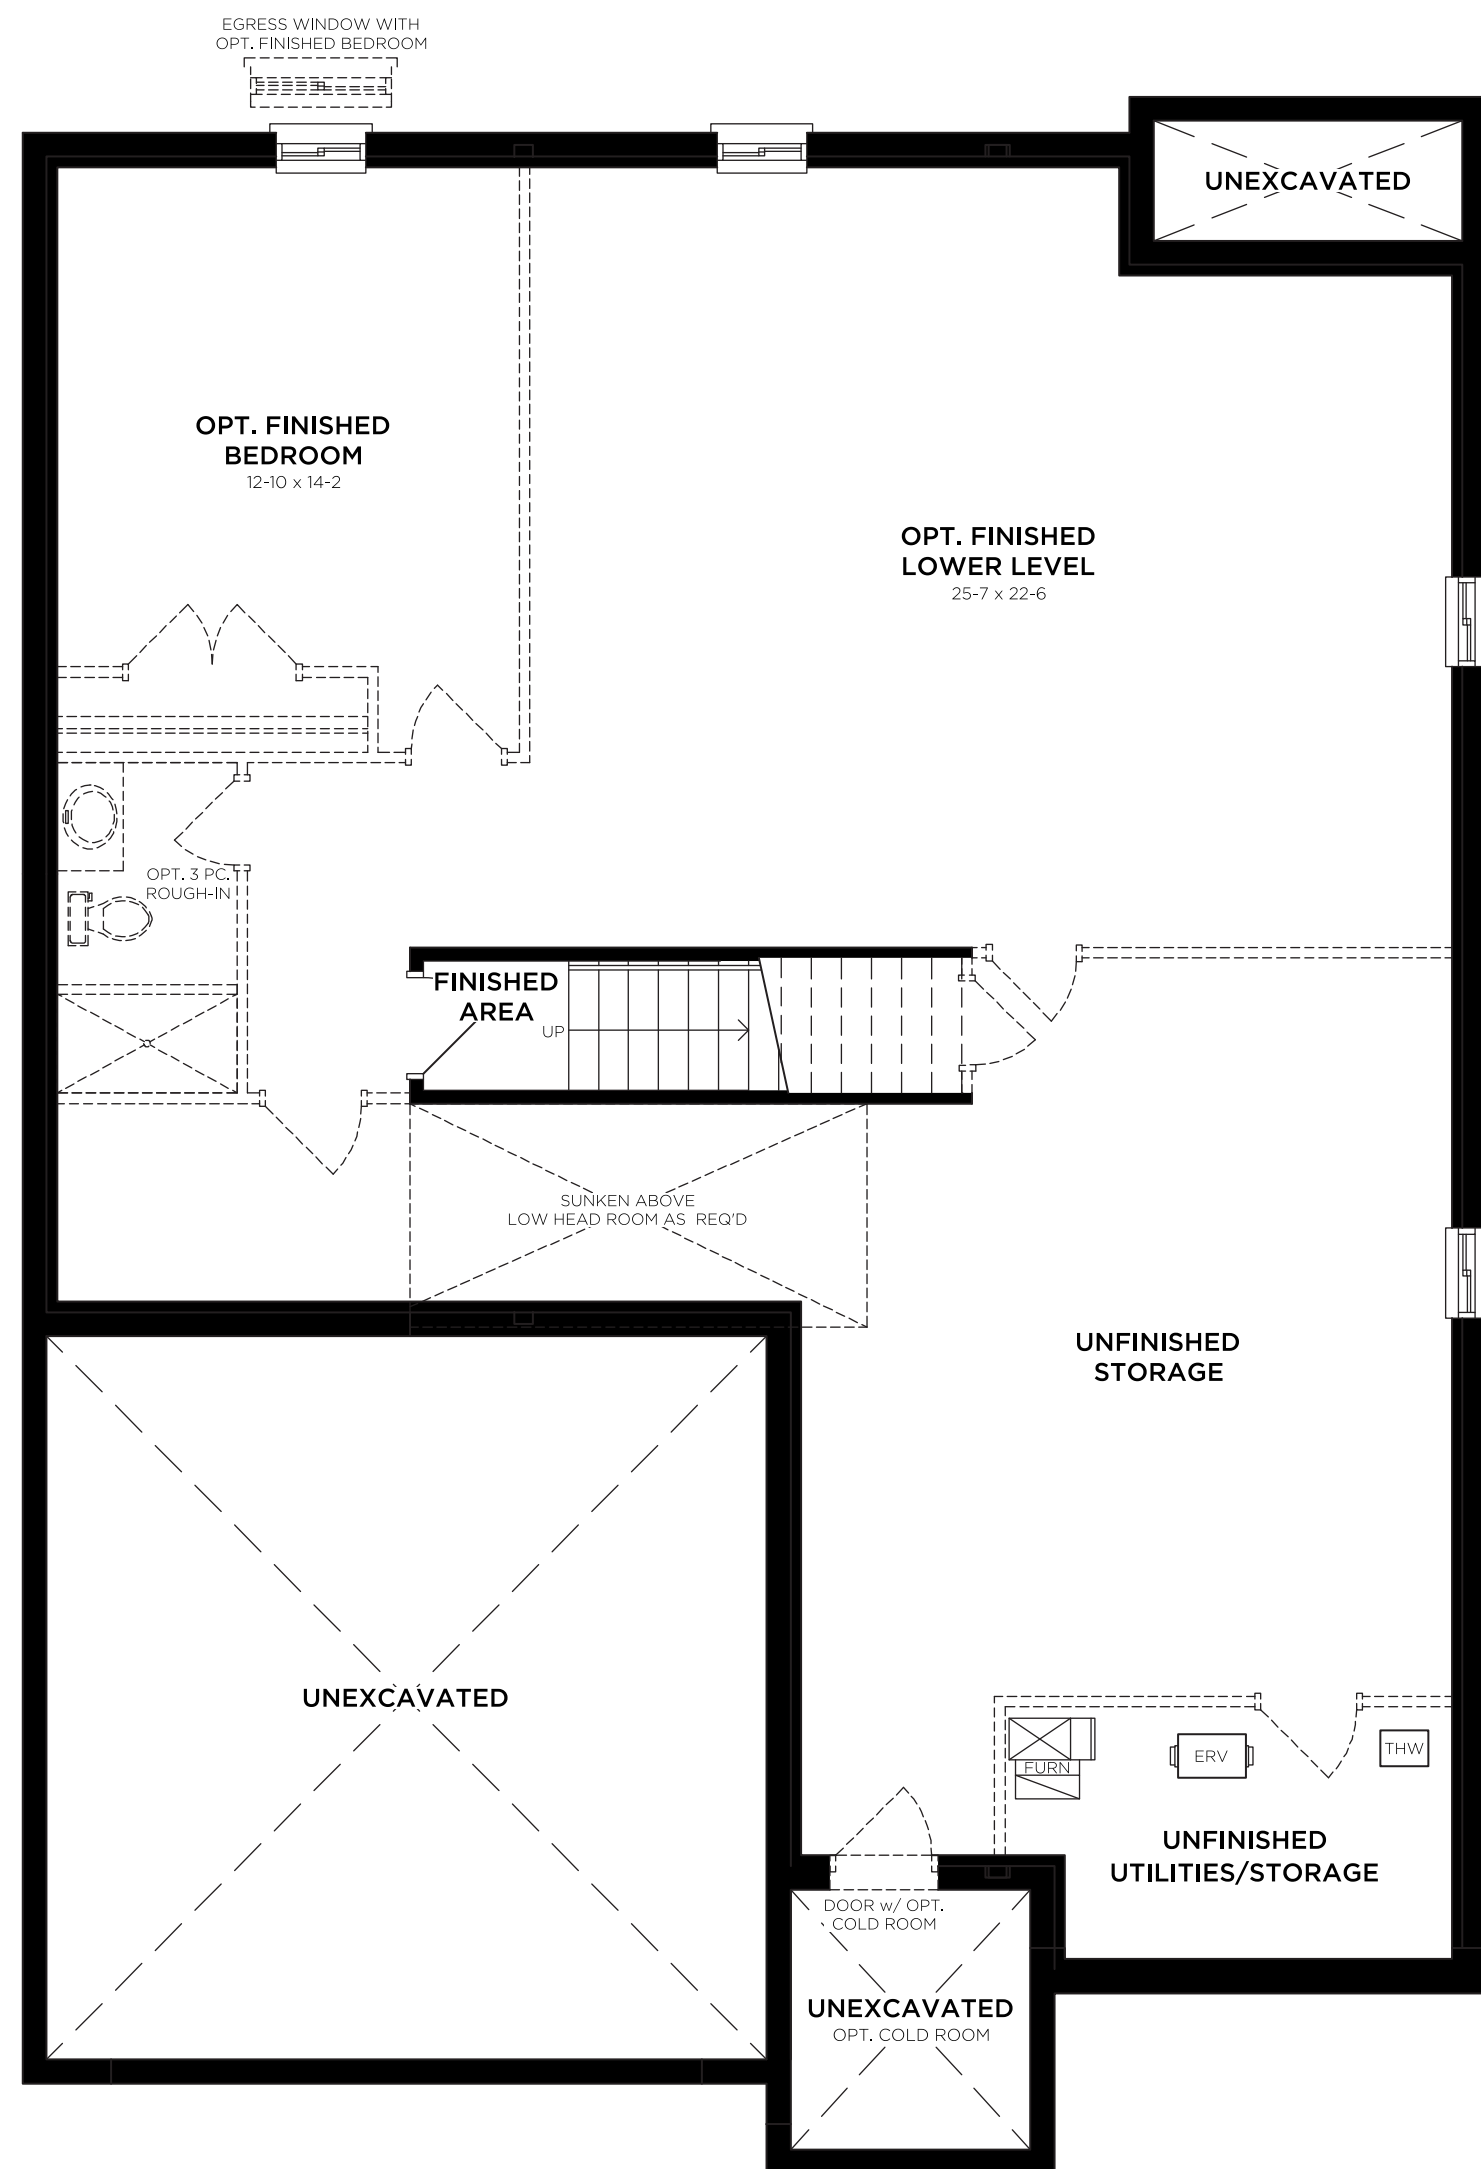 EGRESS WINDOW WITH
OPT. FINISHED BEDROOM
UNEXCAVATED
OPT. FINISHED
BEDROOM
12-10 x 14-2
OPT. FINISHED
LOWER LEVEL
25-7 x 22-6
OPT. 3 PC.
ROUGH-IN
FINISHED
AREA
UP
SUNKEN ABOVE
LOW HEAD ROOM AS REQ'D
UNFINISHED
STORAGE
UNEXCAVATED
FURN
ERV
THW
UNFINISHED
UTILITIES/STORAGE
DOOR w/ OPT.
COLD ROOM
UNEXCAVATED
OPT. COLD ROOM